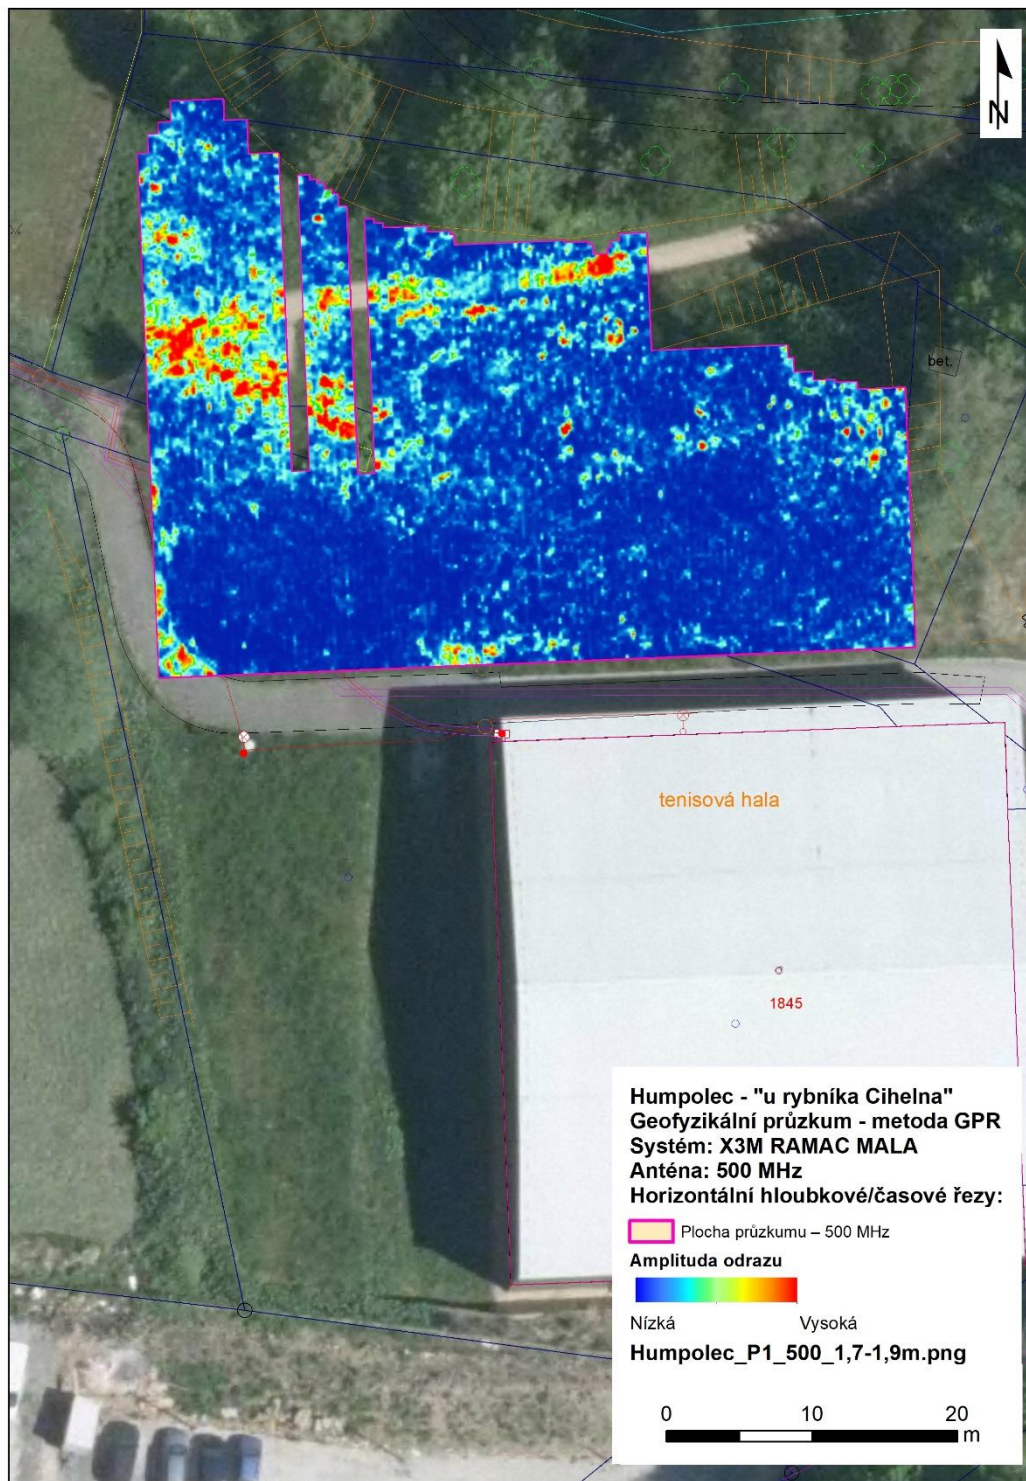 N
bet.
tenisová hala
1845
Humpolec - "u rybníka Cihelna"
Geofyzikální průzkum - metoda GPR
Systém: X3M RAMAC MALA
Anténa: 500 MHz
Horizontální hloubkové/časové řezy:
Plocha průzkumu – 500 MHz
Amplituda odrazu
Nízká Vysoká
Humpolec_P1_500_1,7-1,9m.png
0 10 20
m